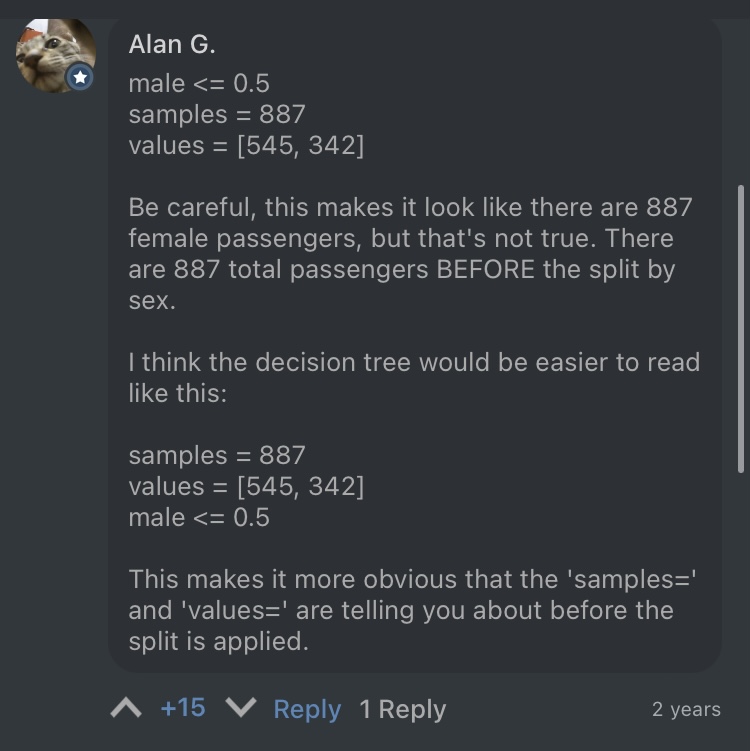 Alan G.
male <= 0.5
samples = 887
values = [545, 342]
Be careful, this makes it look like there are 887
female passengers, but that's not true. There
are 887 total passengers BEFORE the split by
sex.
I think the decision tree would be easier to read
like this:
samples = 887
values = [545, 342]
male <= 0.5
This makes it more obvious that the 'samples='
and 'values=' are telling you about before the
split is applied.
+15 Reply 1 Reply 2 years